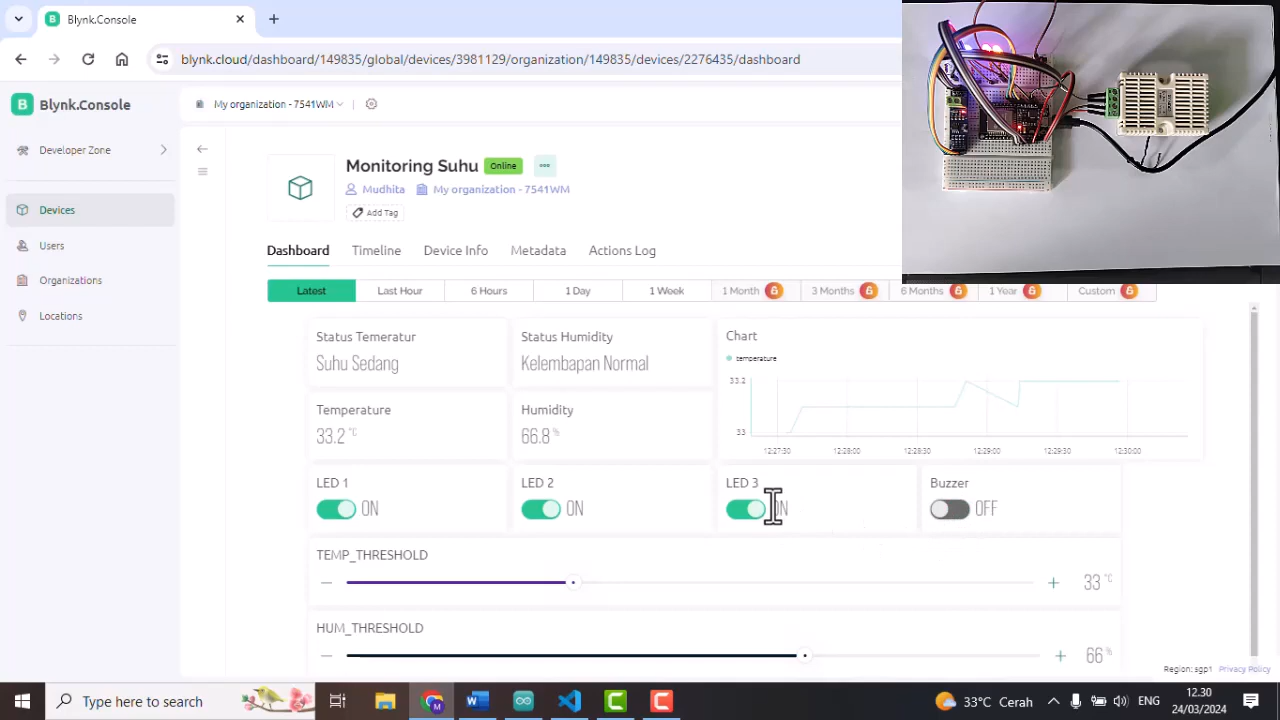 Blynk.Console
blynk.cloud/dashboard/149835/global/devices/3981129/organization/149835/devices/2276435/dashboard
Blynk.Console
My organization - 7541WM
Developer Zone
Devices
Users
Organizations
Locations
Monitoring Suhu Online
Mudhita My organization - 7541WM
Add Tag
Dashboard Timeline Device Info Metadata Actions Log
Latest Last Hour 6 Hours 1 Day 1 Week 1 Month 3 Months 6 Months 1 Year Custom
Status Temeratur
Suhu Sedang
Status Humidity
Kelembapan Normal
Chart
temperature
33.2
33
12:27:30 12:28:00 12:28:30 12:29:00 12:29:30 12:30:00
Temperature
33.2 °C
Humidity
66.8 %
LED 1
ON
LED 2
ON
LED 3
ON
Buzzer
OFF
TEMP_THRESHOLD
33 °C
HUM_THRESHOLD
66 %
Region: sgp1 Privacy Policy
Type here to search
33°C Cerah
ENG
12.30
24/03/2024